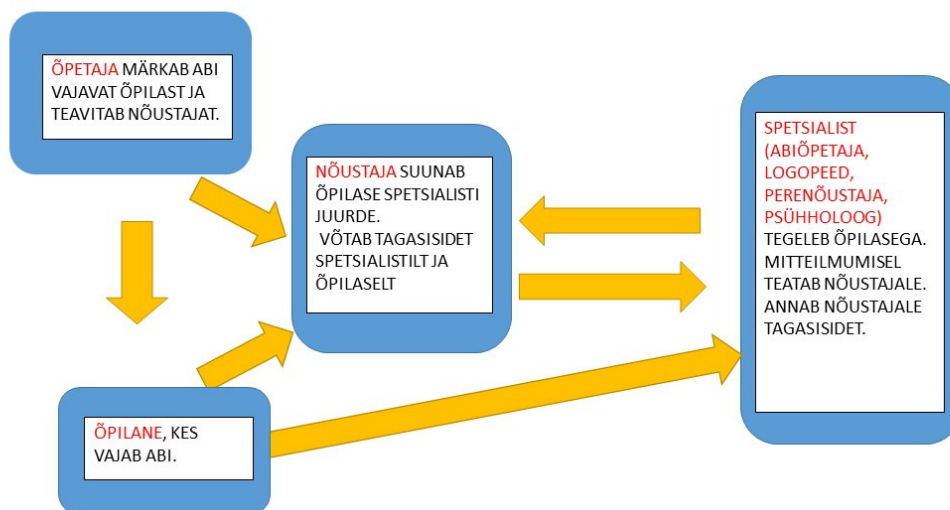 ÕPETAJA MÄRKAB ABI
VAJAVAT ÕPILAST JA
TEAVITAB NÕUSTAJAT.
NÕUSTAJA SUUNAB
ÕPILASE SPETSIALISTI
JUURDE.
VÕTAB TAGASISIDET
SPETSIALISTILT JA
ÕPILASELT
SPETSIALIST
(ABIÕPETAJA,
LOGOPEED,
PERENÕUSTAJA,
PSÜHHOLOOG)
TEGELEB ÕPILASEGA.
MITTEILMUMISEL
TEATAB NÕUSTAJALE.
ANNAB NÕUSTAJALE
TAGASISIDET.
ÕPILANE, KES
VAJAB ABI.